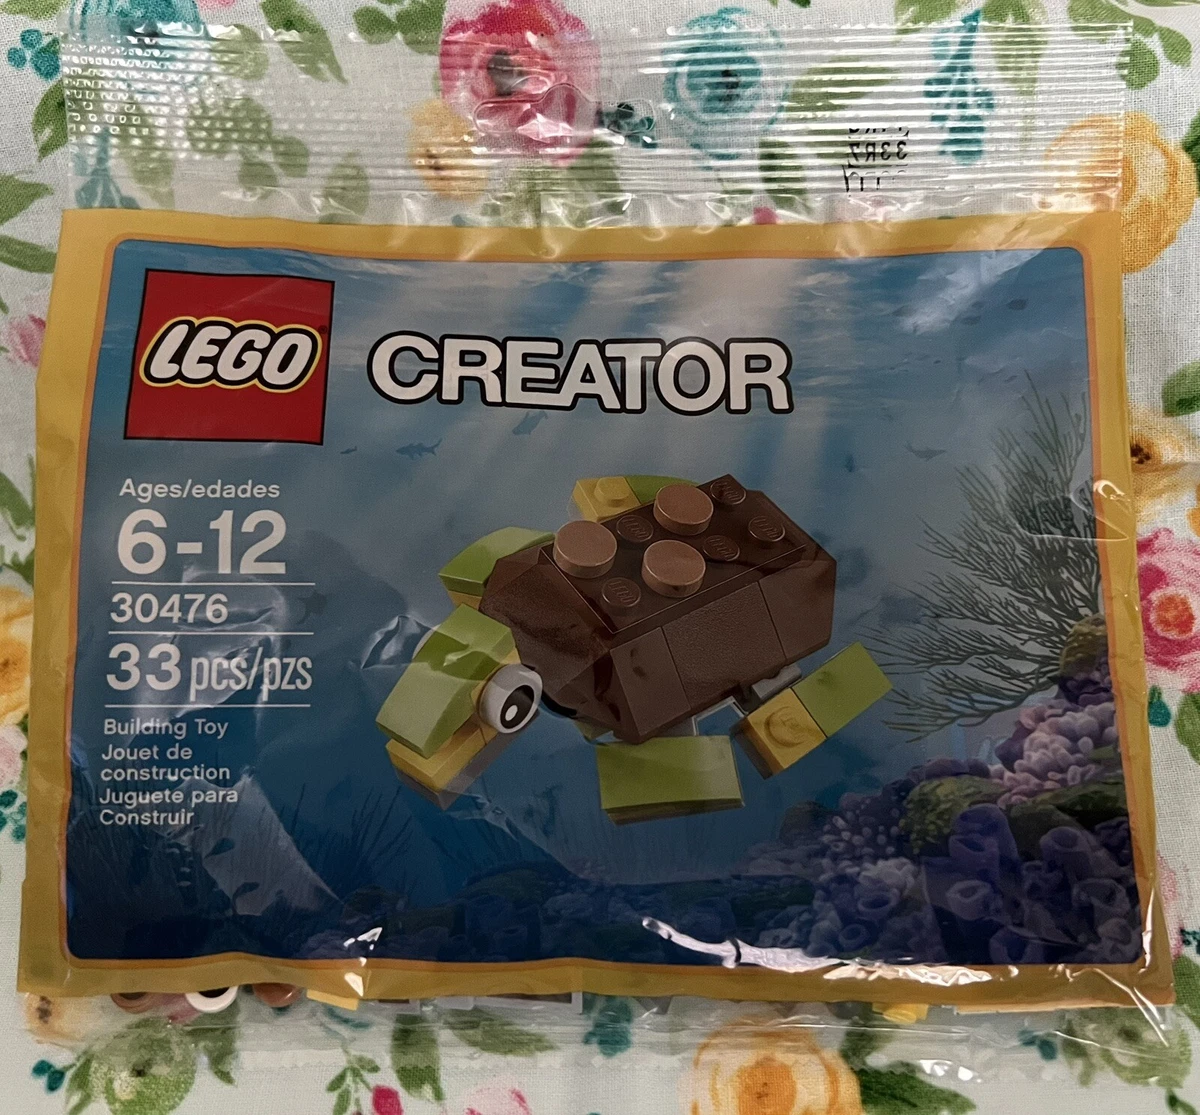 LEGO
CREATOR
Ages/edades
6-12
30476
33 pcs/pzs
Building Toy
Jouet de
construction
Juguete para
Construir